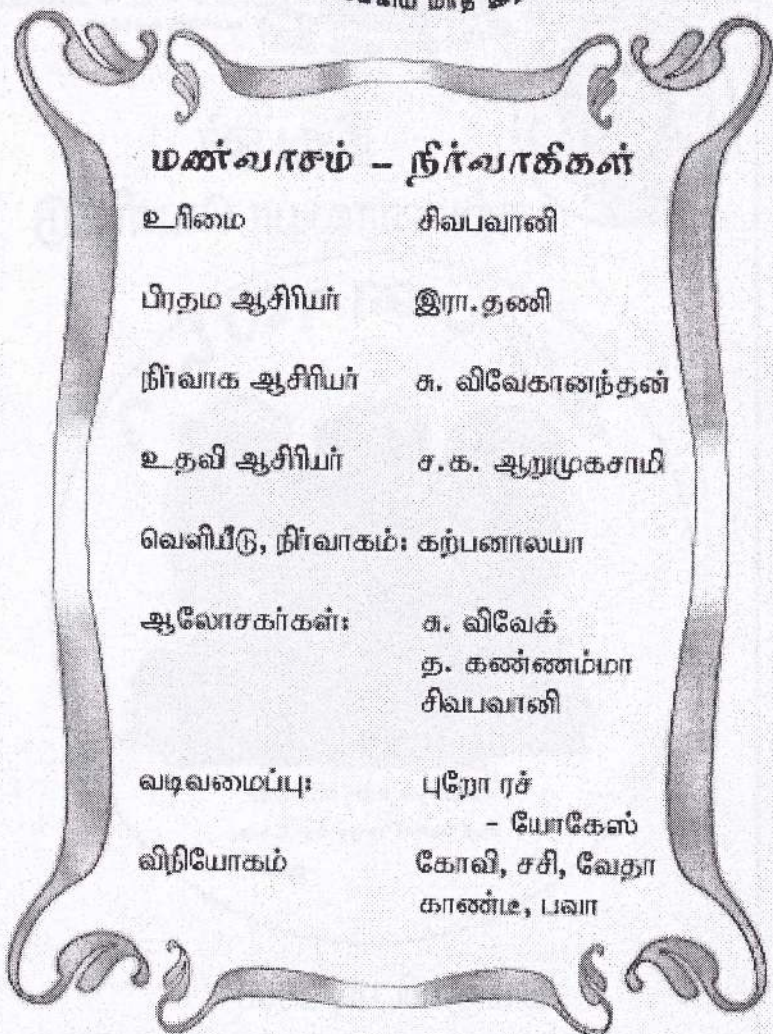 மண்வாசம் – நிர்வாகிகள்
உரிமை சிவபவானி
பிரதம ஆசிரியர் இரா.தணி
நிர்வாக ஆசிரியர் சு. விவேகானந்தன்
உதவி ஆசிரியர் ச.க. ஆறுமுகசாமி
வெளியீடு, நிர்வாகம்: கற்பனாலயா
ஆலோசகர்கள்: சு. விவேக்
த. கண்ணம்மா
சிவபவானி
வடிவமைப்பு: புறோ ரச்
- யோகேஸ்
விநியோகம் கோவி, சசி, வேதா
காண்டீ, பவா